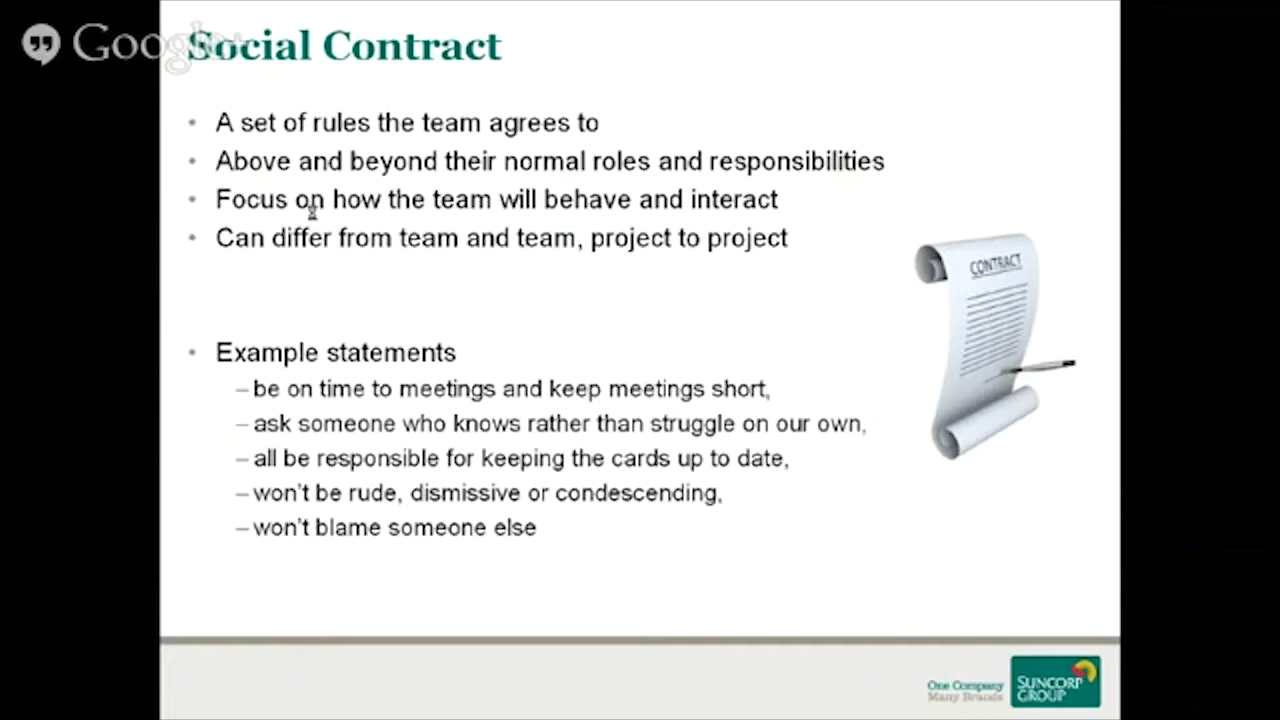 Google+
Social Contract
• A set of rules the team agrees to
• Above and beyond their normal roles and responsibilities
• Focus on how the team will behave and interact
• Can differ from team and team, project to project
CONTRACT
• Example statements
– be on time to meetings and keep meetings short,
– ask someone who knows rather than struggle on our own,
– all be responsible for keeping the cards up to date,
– won't be rude, dismissive or condescending,
– won't blame someone else
One Company
Many Brands
SUNCORP
GROUP